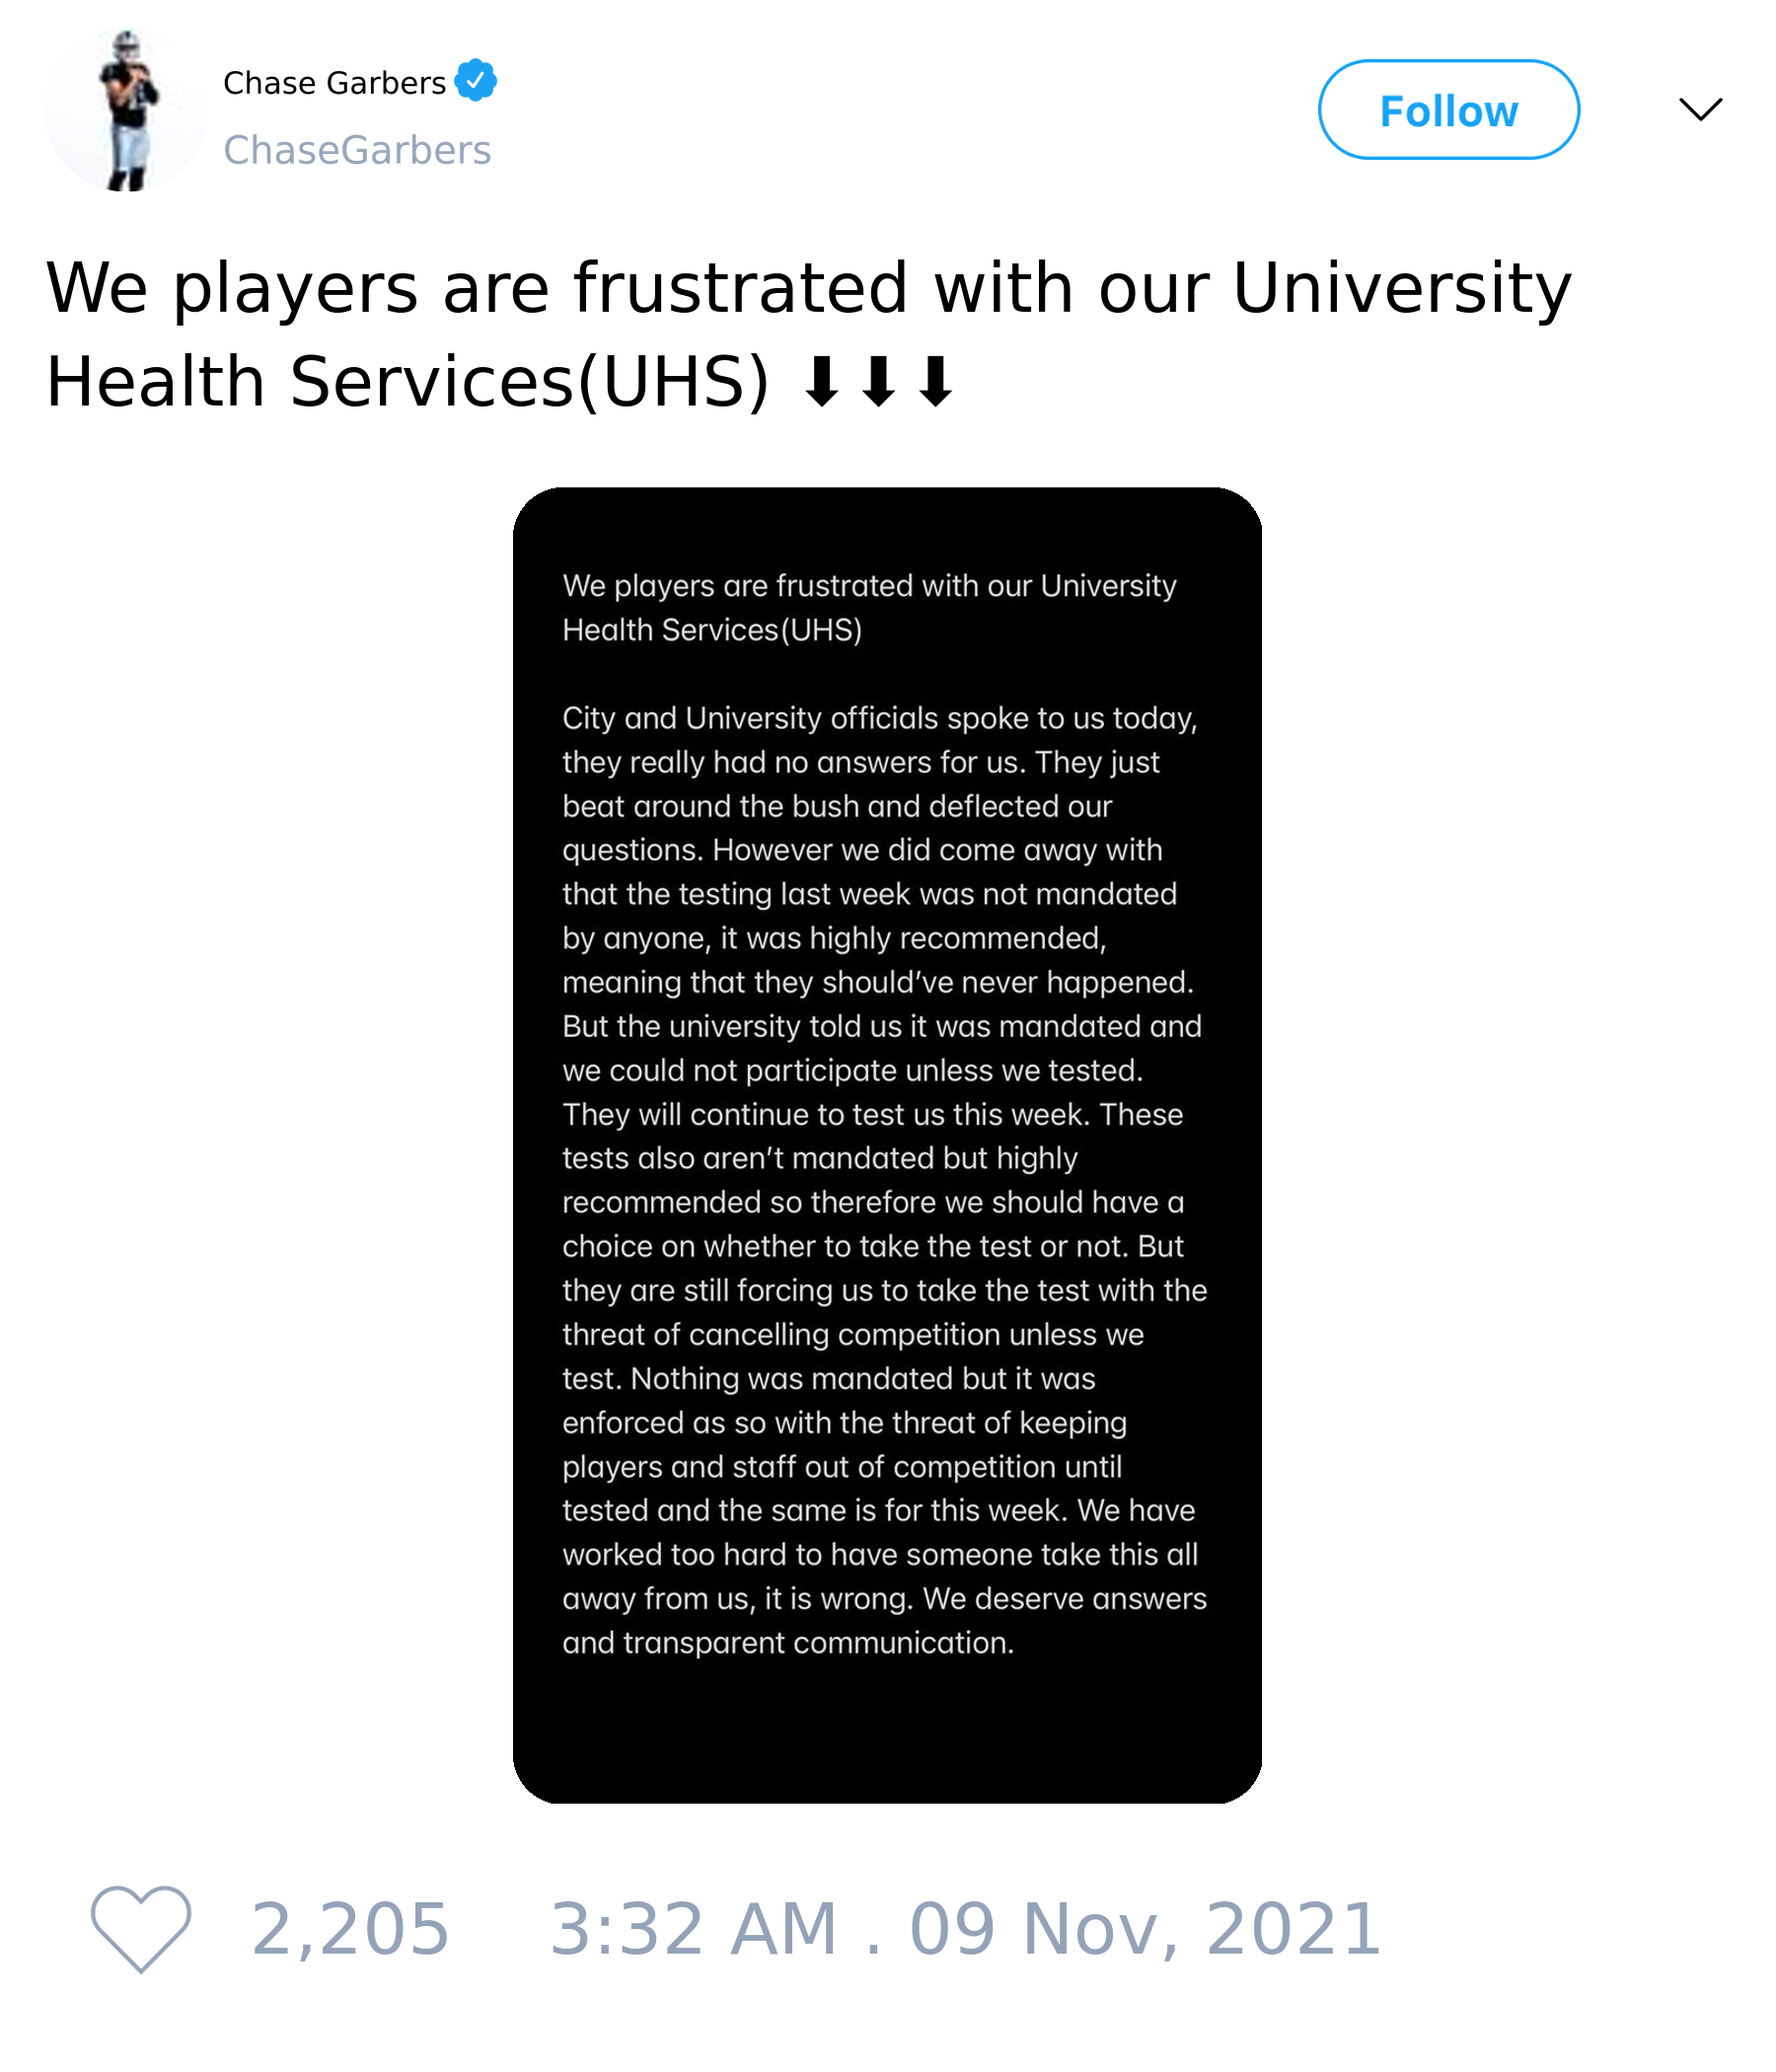 Chase Garbers
ChaseGarbers
Follow
We players are frustrated with our University
Health Services(UHS) ⬇⬇⬇
We players are frustrated with our University
Health Services(UHS)
City and University officials spoke to us today,
they really had no answers for us. They just
beat around the bush and deflected our
questions. However we did come away with
that the testing last week was not mandated
by anyone, it was highly recommended,
meaning that they should’ve never happened.
But the university told us it was mandated and
we could not participate unless we tested.
They will continue to test us this week. These
tests also aren’t mandated but highly
recommended so therefore we should have a
choice on whether to take the test or not. But
they are still forcing us to take the test with the
threat of cancelling competition unless we
test. Nothing was mandated but it was
enforced as so with the threat of keeping
players and staff out of competition until
tested and the same is for this week. We have
worked too hard to have someone take this all
away from us, it is wrong. We deserve answers
and transparent communication.
2,205 3:32 AM . 09 Nov, 2021